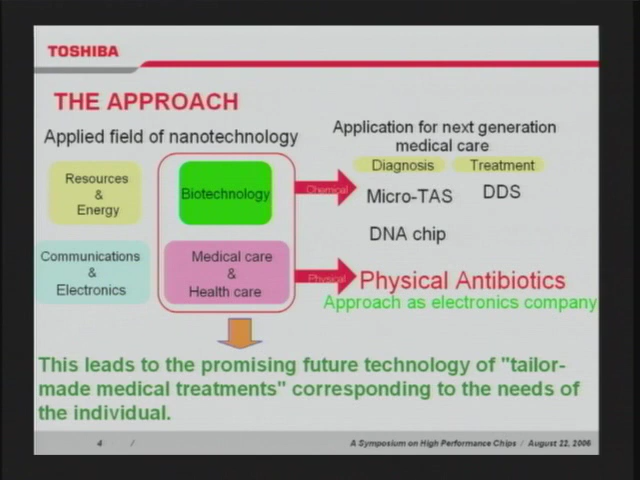 TOSHIBA
THE APPROACH
Applied field of nanotechnology
Application for next generation
medical care
Diagnosis
Treatment
Resources
&
Energy
Biotechnology
Chemical
Micro-TAS
DDS
DNA chip
Communications
&
Electronics
Medical care
&
Health care
Physical
Physical Antibiotics
Approach as electronics company
This leads to the promising future technology of "tailor-
made medical treatments" corresponding to the needs of
the individual.
4 /
A Symposium on High Performance Chips / August 22, 2006